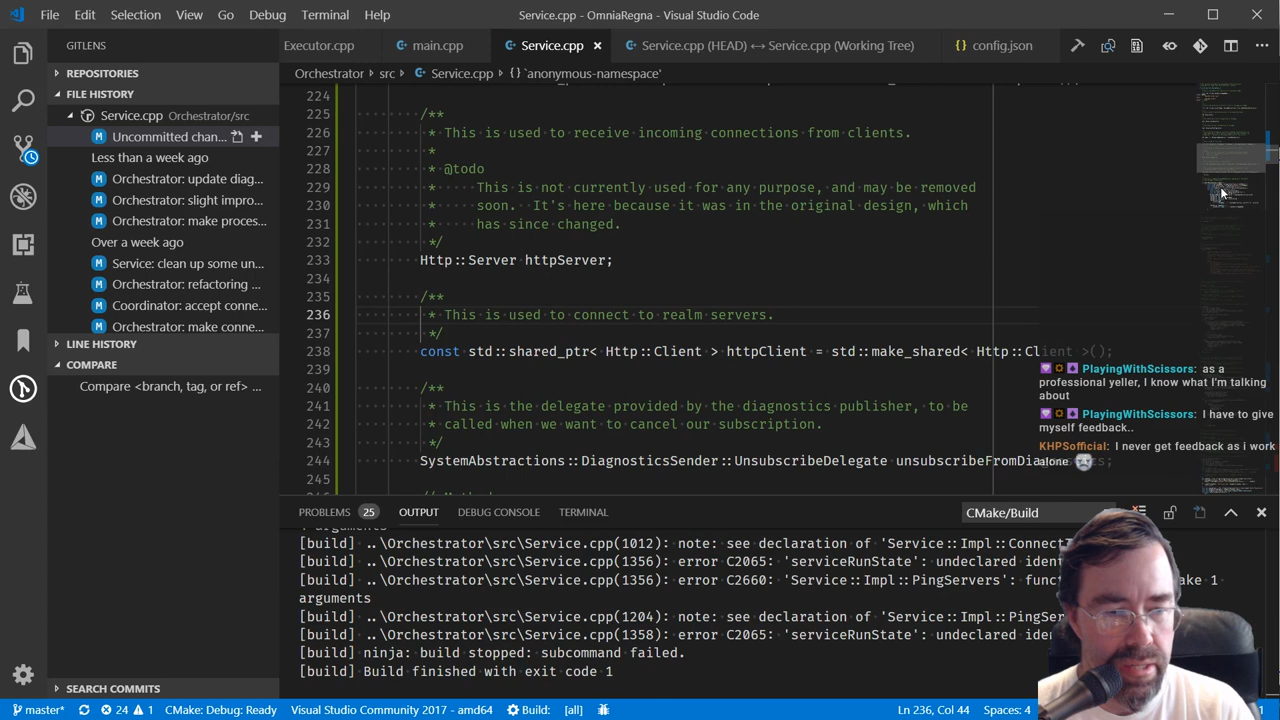 File Edit Selection View Go Debug Terminal Help
Service.cpp - OmniaRegna - Visual Studio Code
GITLENS
REPOSITORIES
FILE HISTORY
Service.cpp Orchestrator/src
Uncommitted chan...
Less than a week ago
Orchestrator: update diag...
Orchestrator: slight impro...
Orchestrator: make proces...
Over a week ago
Service: clean up some un...
Orchestrator: refactoring ...
Coordinator: accept conne...
Orchestrator: make conne...
LINE HISTORY
COMPARE
Compare <branch, tag, or ref> ...
SEARCH COMMITS
Executor.cpp
main.cpp
Service.cpp
Service.cpp (HEAD) ↔ Service.cpp (Working Tree)
config.json
Orchestrator > src > Service.cpp > {} `anonymous-namespace'
224
225 /**
226 * This is used to receive incoming connections from clients.
227 *
228 * @todo
229 This is not currently used for any purpose, and may be removed
230 soon. It's here because it was in the original design, which
231 has since changed.
232 */
233 Http::Server httpServer;
234
235 /**
236 * This is used to connect to realm servers.
237 */
238 const std::shared_ptr< Http::Client > httpClient = std::make_shared< Http::Client >();
239
240 /**
241 * This is the delegate provided by the diagnostics publisher, to be
242 * called when we want to cancel our subscription.
243 */
244 SystemAbstractions::DiagnosticsSender::UnsubscribeDelegate unsubscribeFromDia
245
PlayingWithScissors: as a
professional yeller, I know what I'm talking
about
PlayingWithScissors: I have to give
myself feedback..
KHPSofficial: I never get feedback as i work
alone
PROBLEMS 25 OUTPUT DEBUG CONSOLE TERMINAL
CMake/Build
arguments
[build] ..\Orchestrator\src\Service.cpp(1012): note: see declaration of 'Service::Impl::ConnectT
[build] ..\Orchestrator\src\Service.cpp(1356): error C2065: 'serviceRunState': undeclared ident
[build] ..\Orchestrator\src\Service.cpp(1356): error C2660: 'Service::Impl::PingServers': funct ake 1
arguments
[build] ..\Orchestrator\src\Service.cpp(1204): note: see declaration of 'Service::Impl::PingSer
[build] ..\Orchestrator\src\Service.cpp(1358): error C2065: 'serviceRunState': undeclared ident
[build] ninja: build stopped: subcommand failed.
[build] Build finished with exit code 1
master* 24 1 CMake: Debug: Ready Visual Studio Community 2017 - amd64 Build: [all] Ln 236, Col 44 Spaces: 4